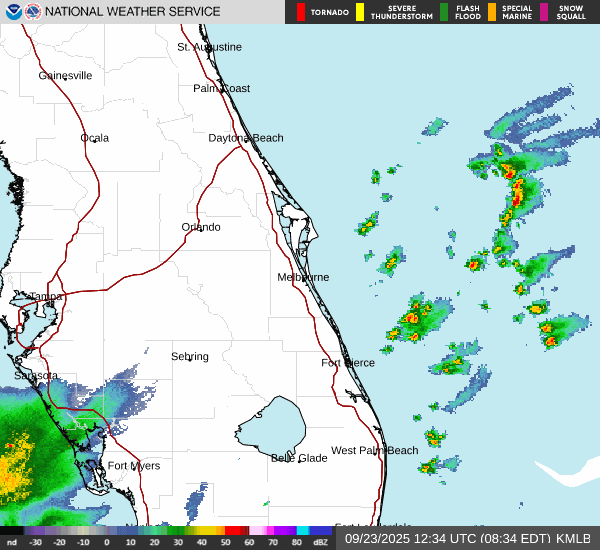 NATIONAL WEATHER SERVICE
TORNADO
SEVERE THUNDERSTORM
FLASH FLOOD
SPECIAL MARINE
SNOW SQUALL
St. Augustine
Gainesville
Palm Coast
Ocala
Daytona Beach
Orlando
Melbourne
Tampa
Sebring
Fort Pierce
Sarasota
West Palm Beach
Belle Glade
Fort Myers
nd -30 -20 -10 0 10 20 30 40 50 60 70 80 dBZ
09/23/2025 12:34 UTC (08:34 EDT) KMLB